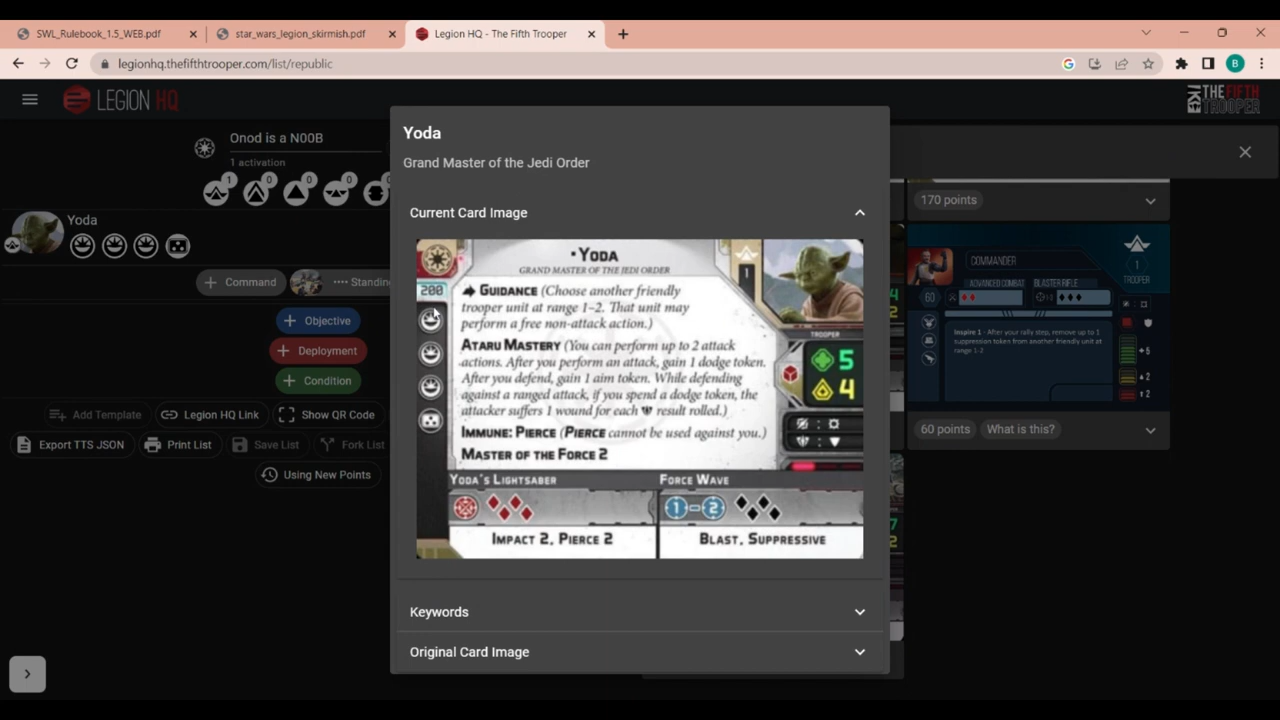 SWL_Rulebook_1.5_WEB.pdf
star_wars_legion_skirmish.pdf
Legion HQ - The Fifth Trooper
legionhq.thefifthtrooper.com/list/republic
B
LEGION HQ
THE FIFTH TROOPER
Onod is a N00B
1 activation
1 0 0 0 0
Yoda
Command
Standing
Objective
Deployment
Condition
Add Template
Legion HQ Link
Show QR Code
Export TTS JSON
Print List
Save List
Fork List
Using New Points
Yoda
Grand Master of the Jedi Order
Current Card Image
•YODA
GRAND MASTER OF THE JEDI ORDER
1
200
GUIDANCE (Choose another friendly
trooper unit at range 1–2. That unit may
perform a free non-attack action.)
ATARU MASTERY (You can perform up to 2 attack
actions. After you perform an attack, gain 1 dodge token.
After you defend, gain 1 aim token. While defending
against a ranged attack, if you spend a dodge token, the
attacker suffers 1 wound for each result rolled.)
IMMUNE: PIERCE (PIERCE cannot be used against you.)
MASTER OF THE FORCE 2
TROOPER
5
4
YODA'S LIGHTSABER
IMPACT 2, PIERCE 2
FORCE WAVE
1-2
BLAST, SUPPRESSIVE
Keywords
Original Card Image
170 points
COMMANDER
1
TROOPER
60
ADVANCED COMBAT
BLASTER RIFLE
Inspire 1 - After your rally step, remove up to 1
suppression token from another friendly unit at
range 1-2
60 points
What is this?